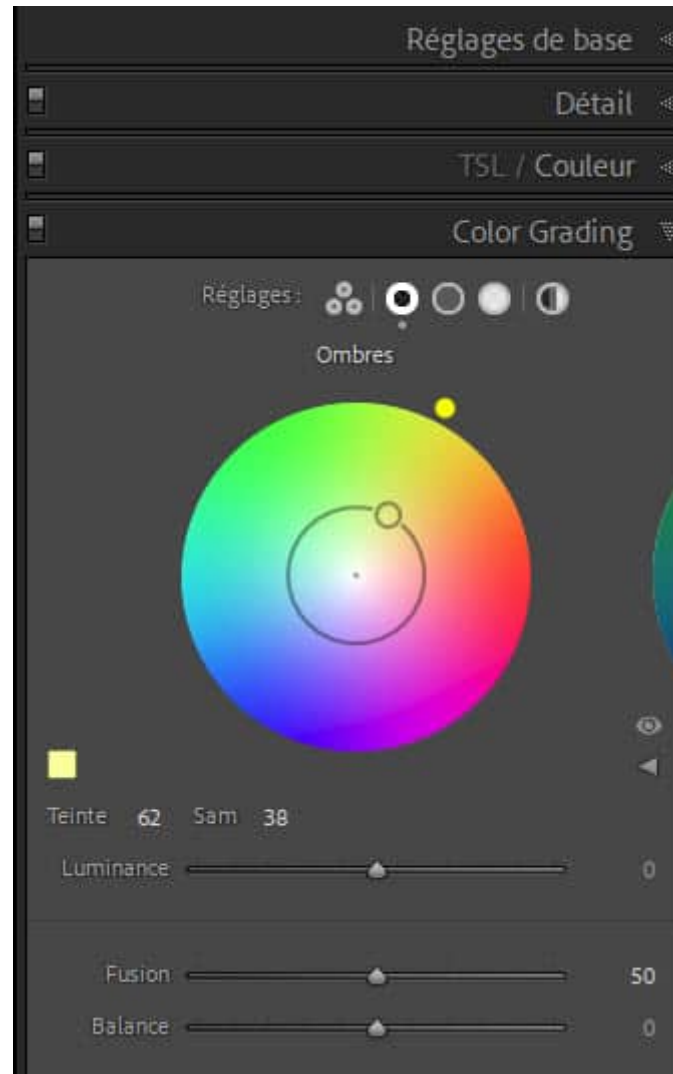 Réglages de base
Détail
TSL / Couleur
Color Grading
Réglages :
Ombres
Teinte 62 Sam 38
Luminance 0
Fusion 50
Balance 0